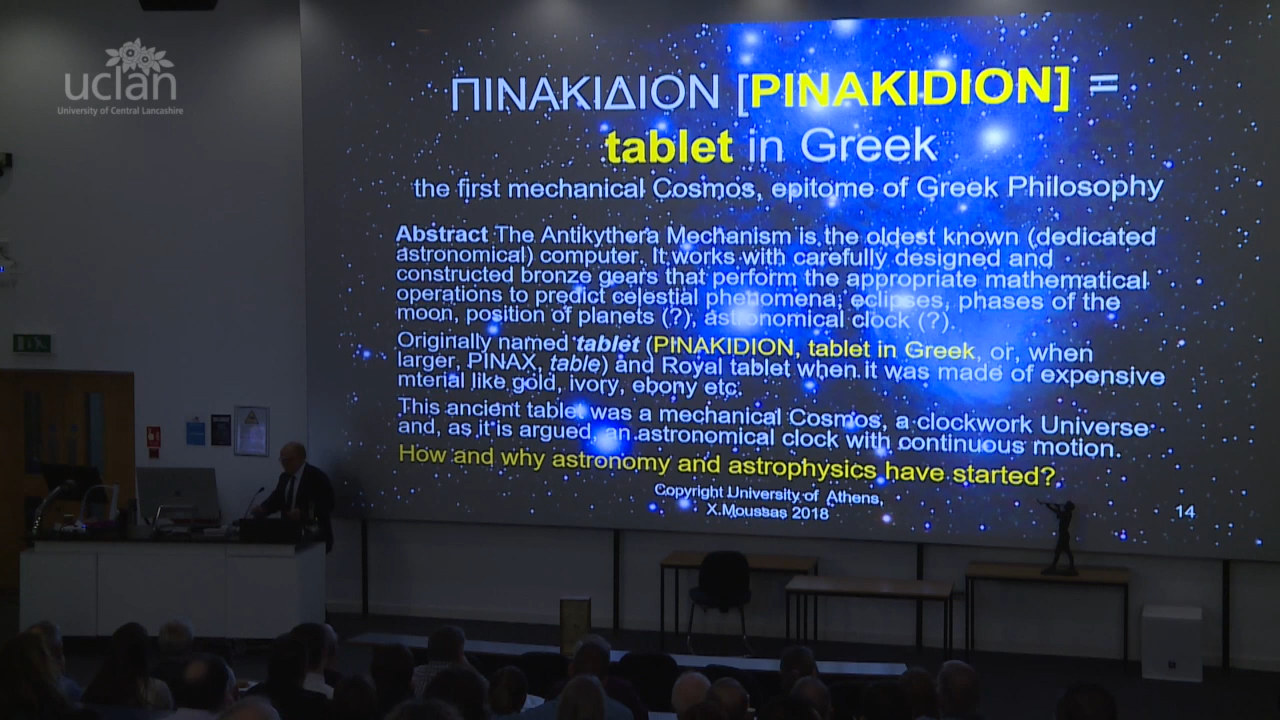 uclan
University of Central Lancashire
ΠΙΝΑΚΙΔΙΟΝ [PINAKIDION] =
tablet in Greek
the first mechanical Cosmos, epitome of Greek Philosophy
Abstract The Antikythera Mechanism is the oldest known (dedicated
astronomical) computer. It works with carefully designed and
constructed bronze gears that perform the appropriate mathematical
operations to predict celestial phenomena, eclipses, phases of the
moon, position of planets (?), astronomical clock (?).
Originally named tablet (PINAKIDION, tablet in Greek, or, when
larger, PINAX, table) and Royal tablet when it was made of expensive
mterial like gold, ivory, ebony etc.
This ancient tablet was a mechanical Cosmos, a clockwork Universe
and, as it is argued, an astronomical clock with continuous motion.
How and why astronomy and astrophysics have started?
Copyright University of Athens,
X.Moussas 2018
14